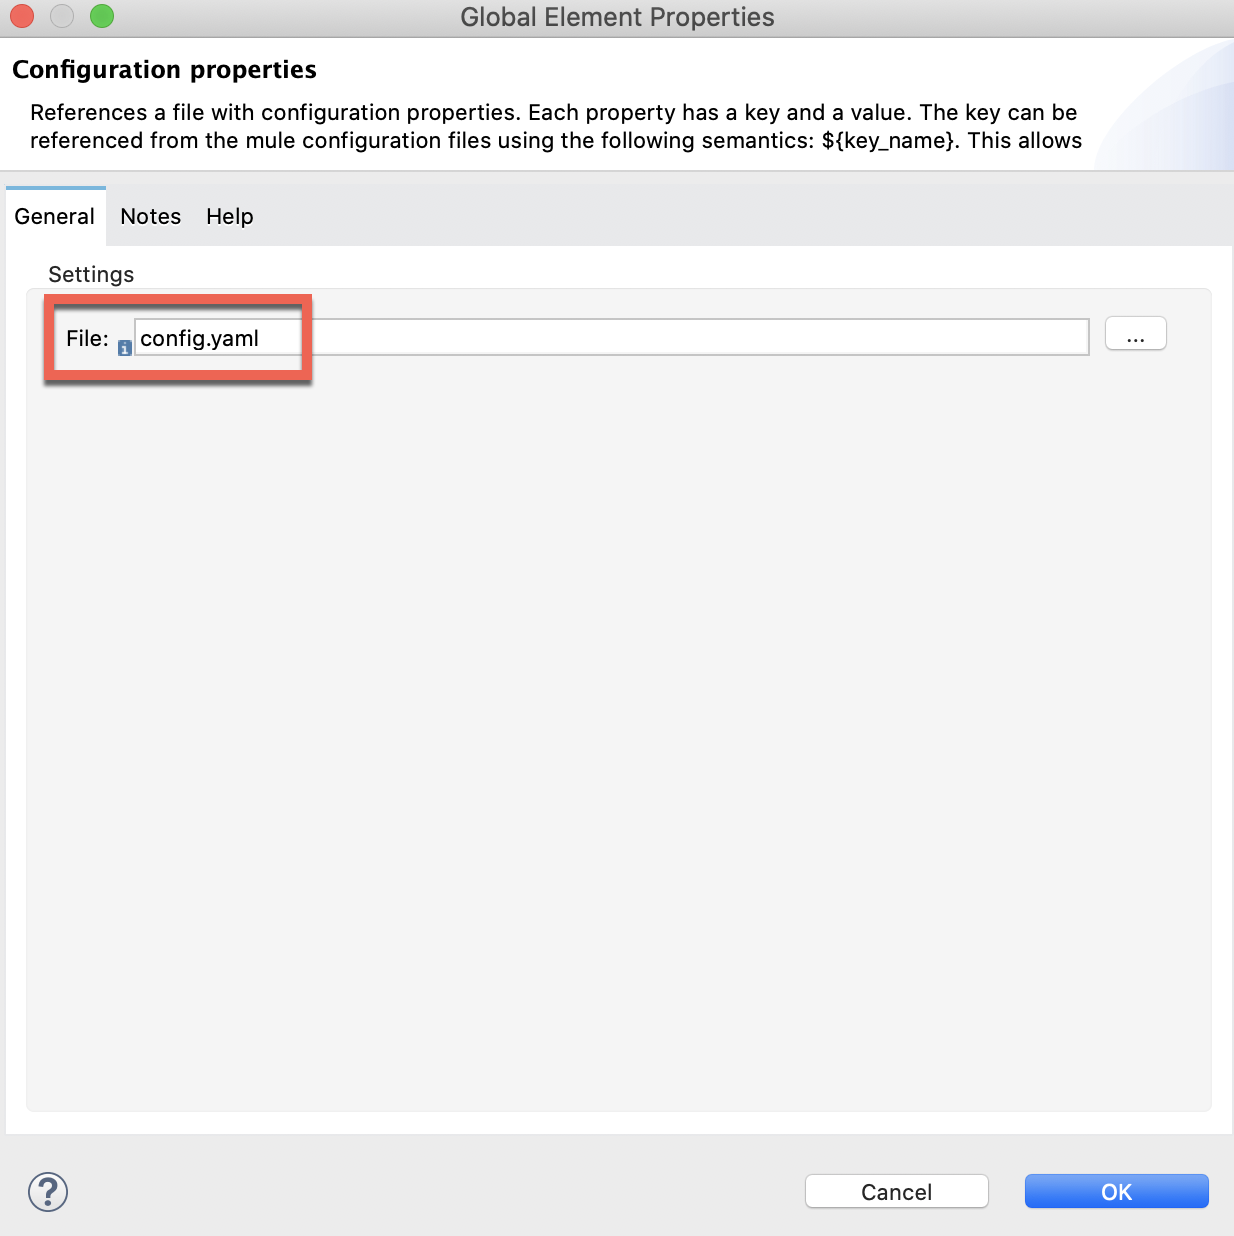 Global Element Properties
Configuration properties
References a file with configuration properties. Each property has a key and a value. The key can be
referenced from the mule configuration files using the following semantics: ${key_name}. This allows
General Notes Help
Settings
File: i config.yaml ...
? Cancel OK